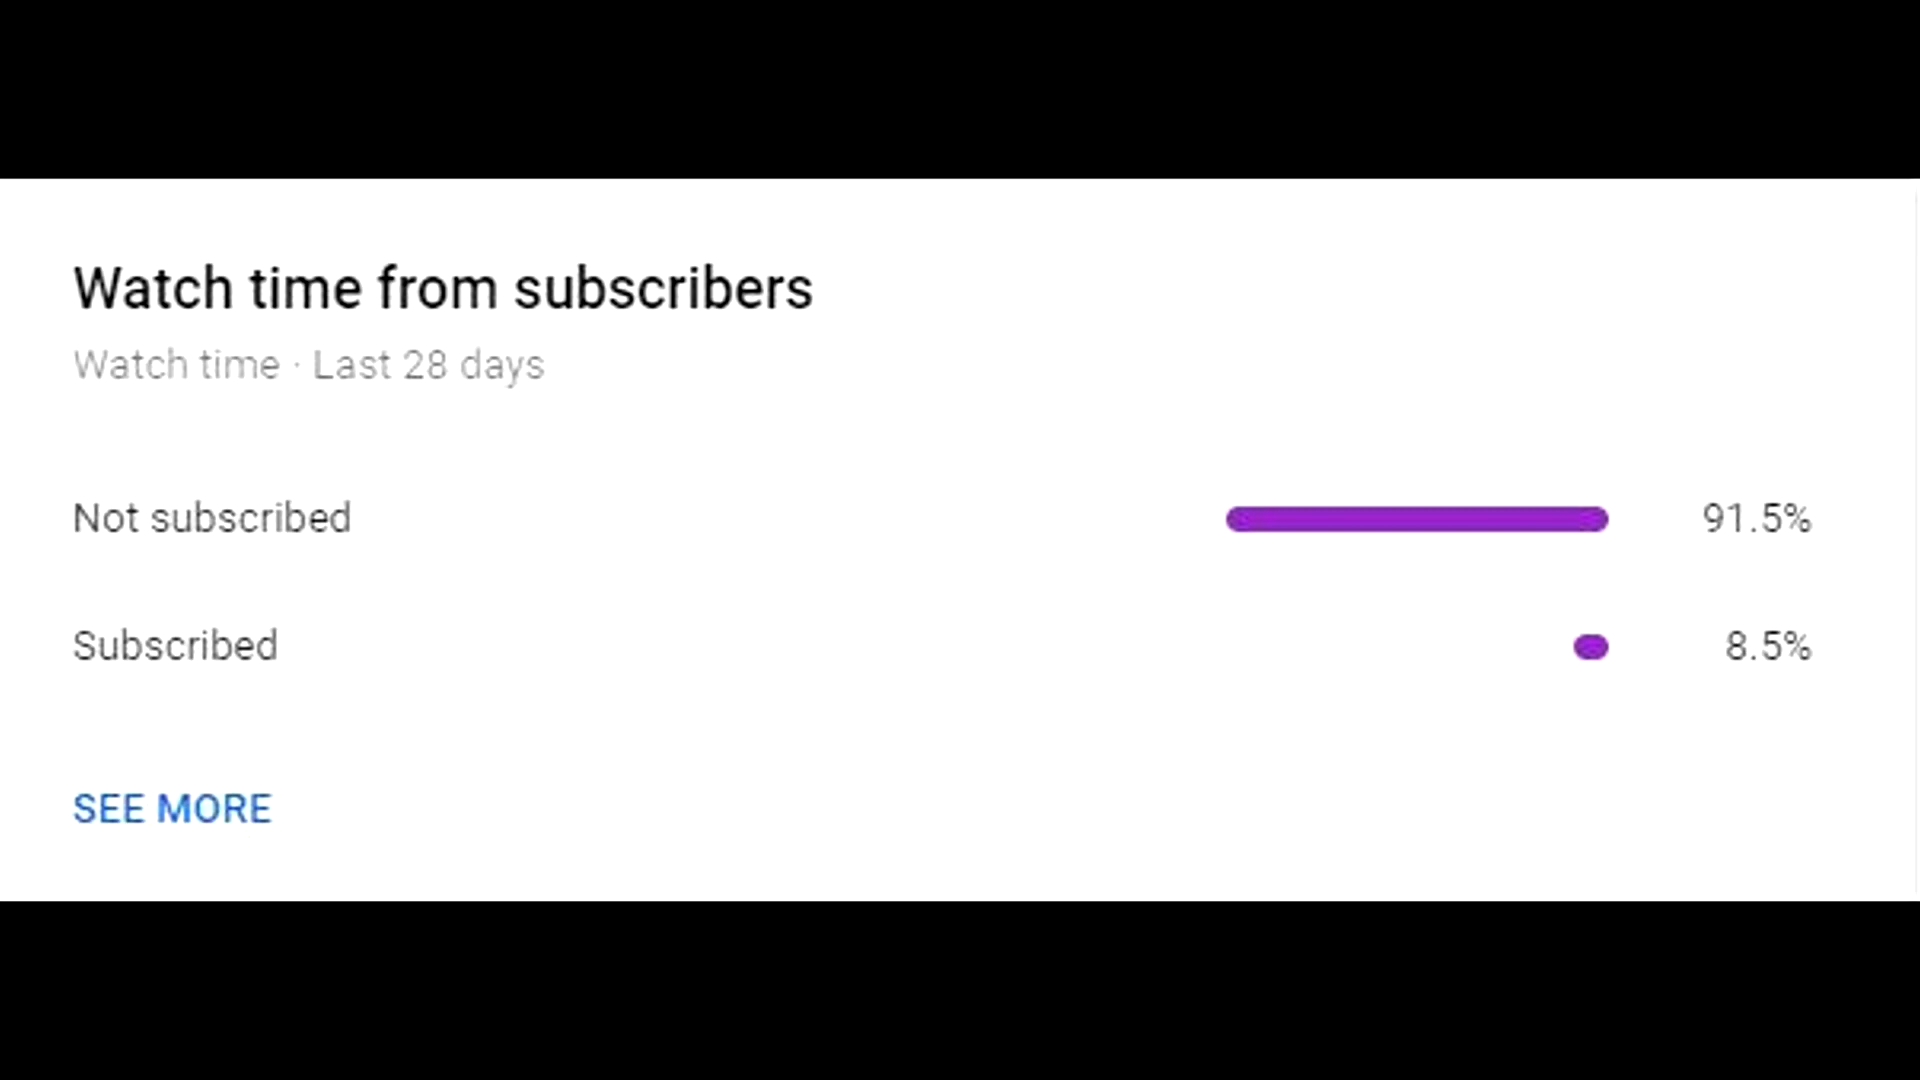 Watch time from subscribers
Watch time · Last 28 days
Not subscribed 91.5%
Subscribed 8.5%
SEE MORE